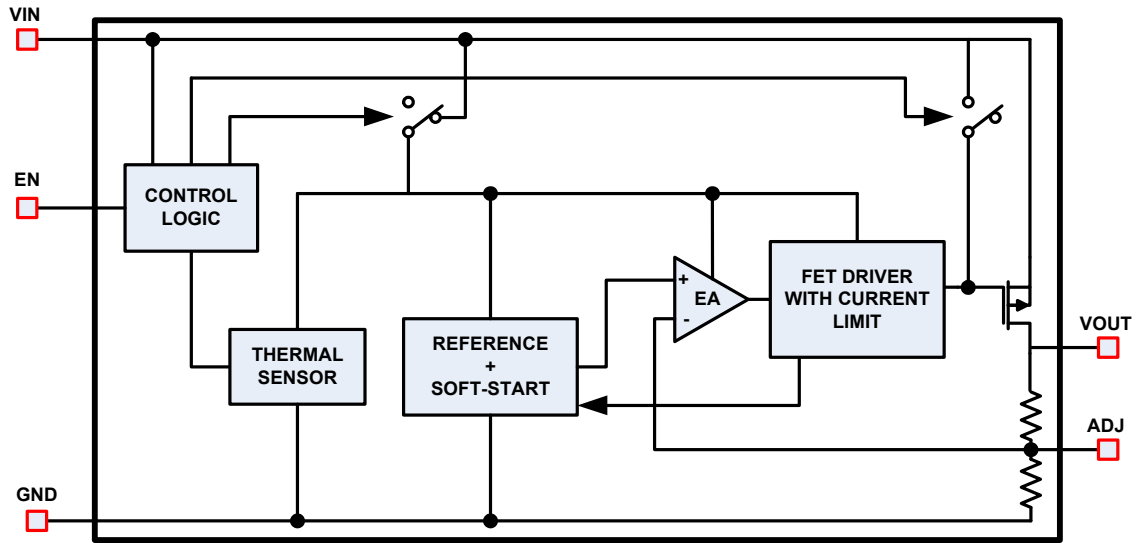 VIN
EN
CONTROL
LOGIC
THERMAL
SENSOR
REFERENCE
+
SOFT-START
+
EA
-
FET DRIVER
WITH CURRENT
LIMIT
VOUT
ADJ
GND